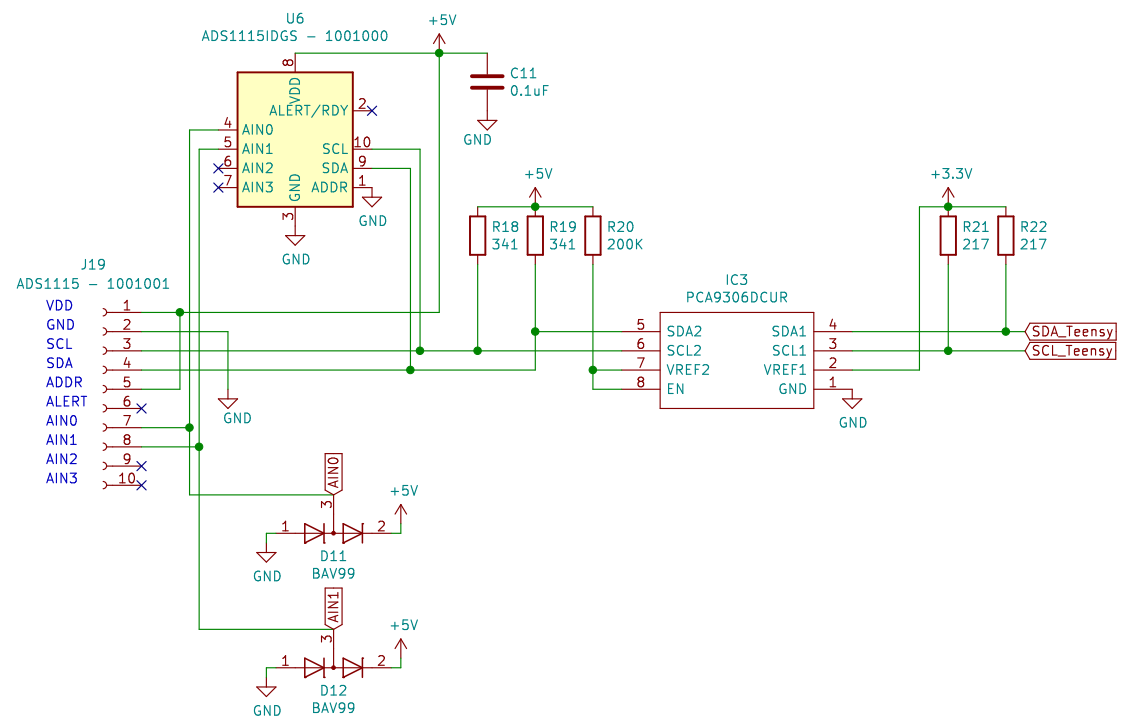 U6
ADS1115IDGS - 1001000
+5V
8
VDD
C11
0.1uF
ALERT/RDY
2
4
AIN0
5
AIN1
SCL
10
GND
6
AIN2
SDA
9
7
AIN3
GND
ADDR
1
3
GND
GND
+5V
+3.3V
R18
341
R19
341
R20
200K
R21
217
R22
217
J19
ADS1115 - 1001001
IC3
PCA9306DCUR
VDD
1
GND
2
SCL
3
SDA
4
ADDR
5
ALERT
6
AIN0
7
AIN1
8
AIN2
9
AIN3
10
GND
5
SDA2
SDA1
4
SDA_Teensy
6
SCL2
SCL1
3
SCL_Teensy
7
VREF2
VREF1
2
8
EN
GND
1
GND
AIN0
3
+5V
1
2
GND
D11
BAV99
AIN1
3
+5V
1
2
GND
D12
BAV99